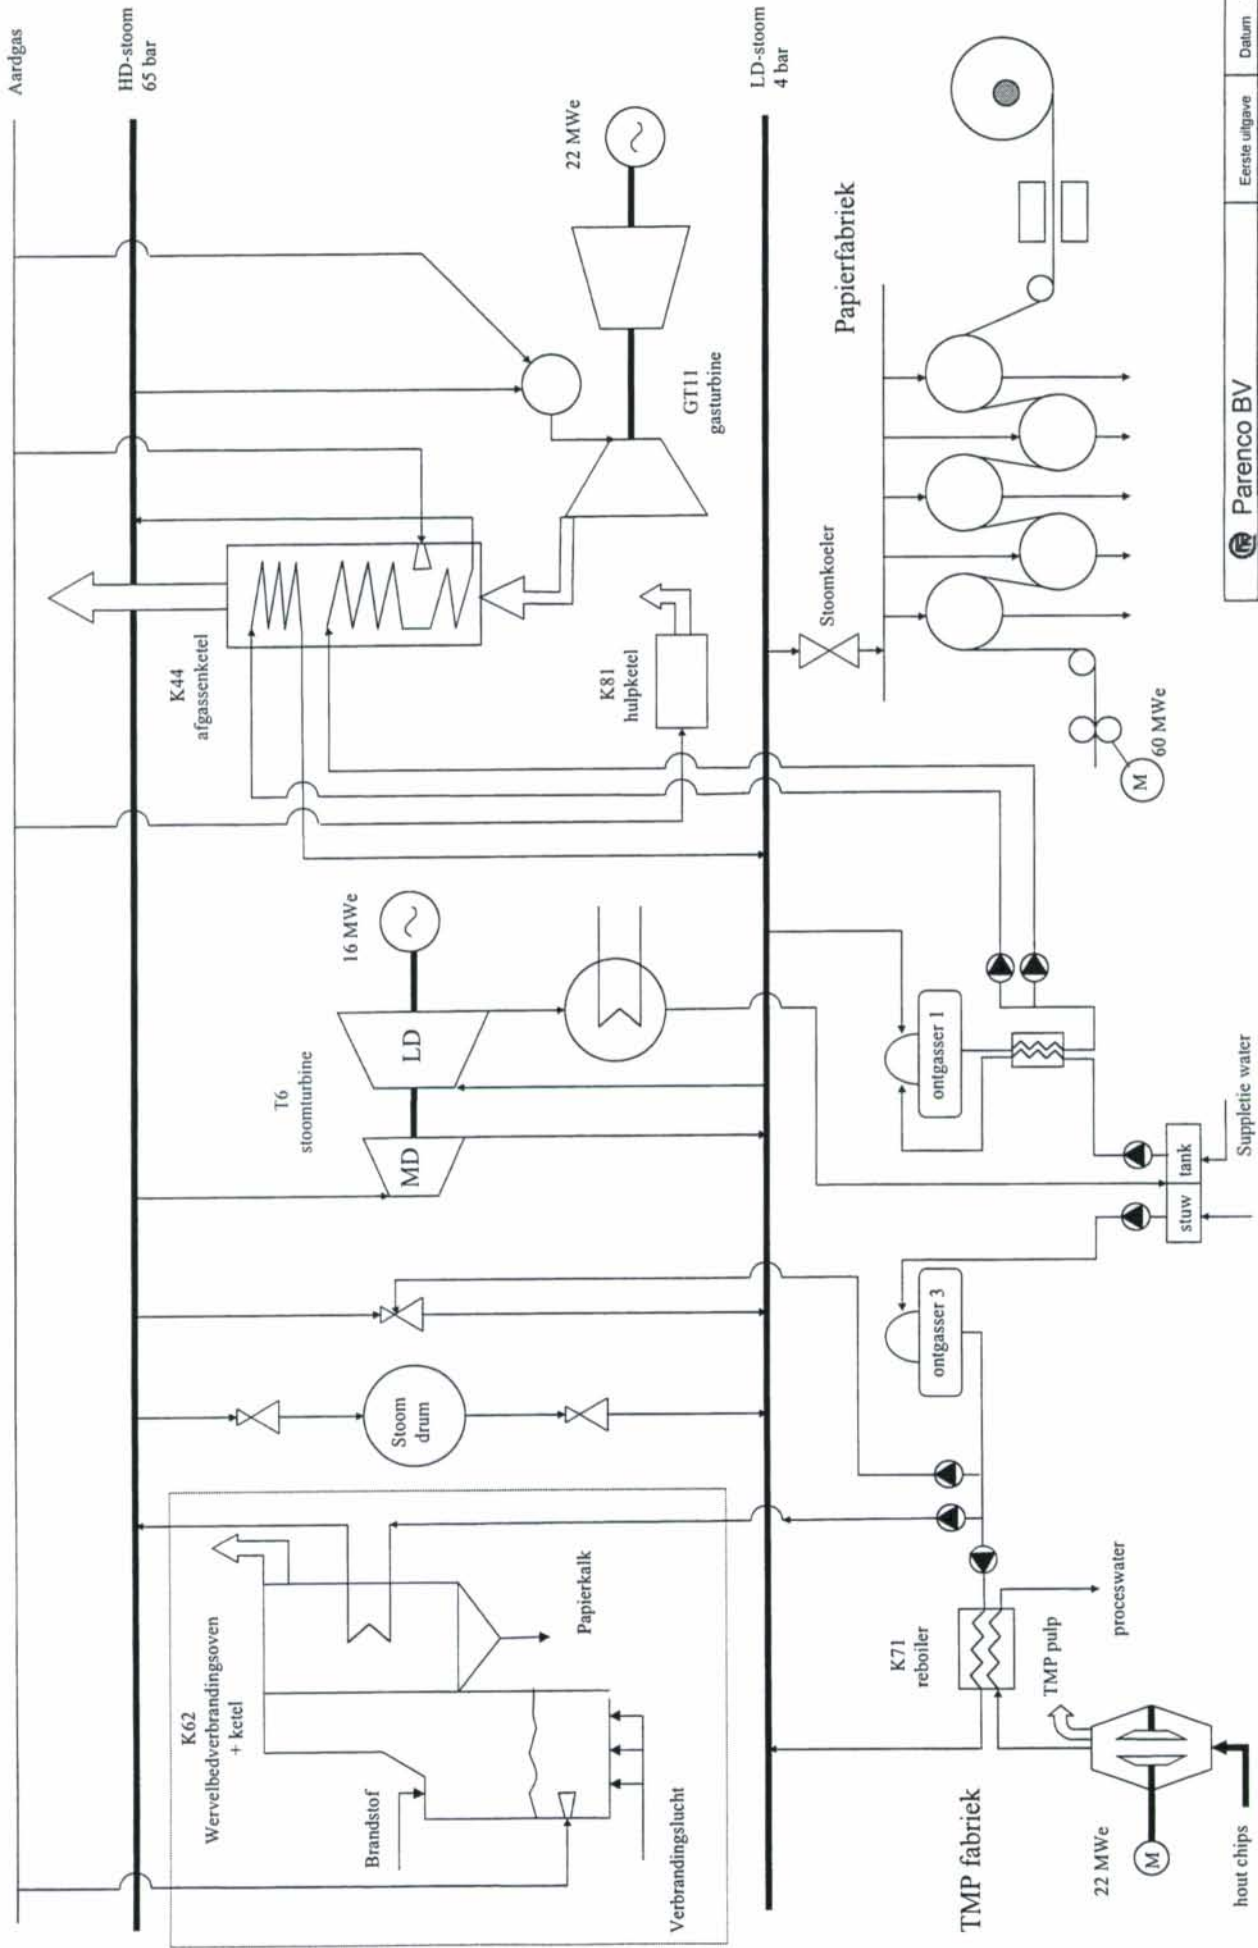 Aardgas
HD-stoom
65 bar
K62
Wervelbedverbrandingsoven
+ ketel
Brandstof
Verbrandingslucht
Papierkalk
Stoom
drum
T6
stoomturbine
MD
LD
16 MWe
K44
afgassenketel
K81
hulpketel
GT11
gasturbine
22 MWe
LD-stoom
4 bar
TMP fabriek
22 MWe
M
hout chips
TMP pulp
K71
reboiler
proceswater
ontgasser 3
stuw
tank
Suppletie water
ontgasser 1
Stoomkoeler
Papierfabriek
M
60 MWe
Parenco BV
Eerste uitgave
Datum